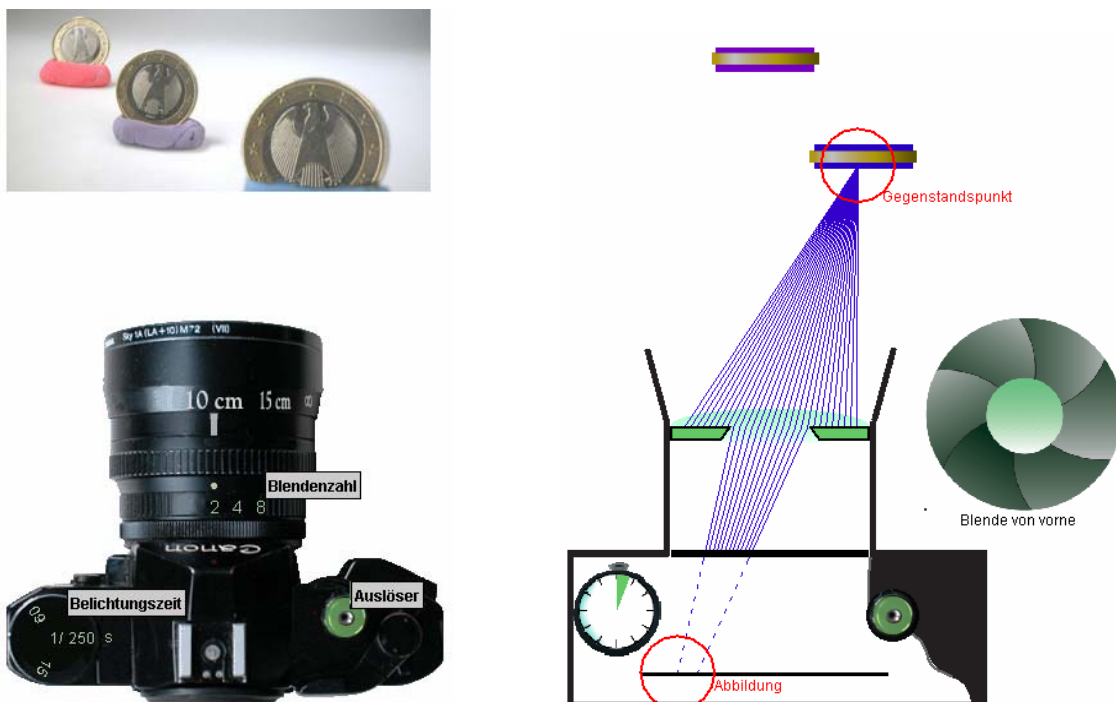 Gegenstandspunkt
Sky 1A (LA+10) M72 (VII)
10 cm 15 cm ∞
Blendenzahl
2 4 8
Blende von vorne
Canon
Belichtungszeit
Auslöser
60
1/ 250 s
15
Abbildung